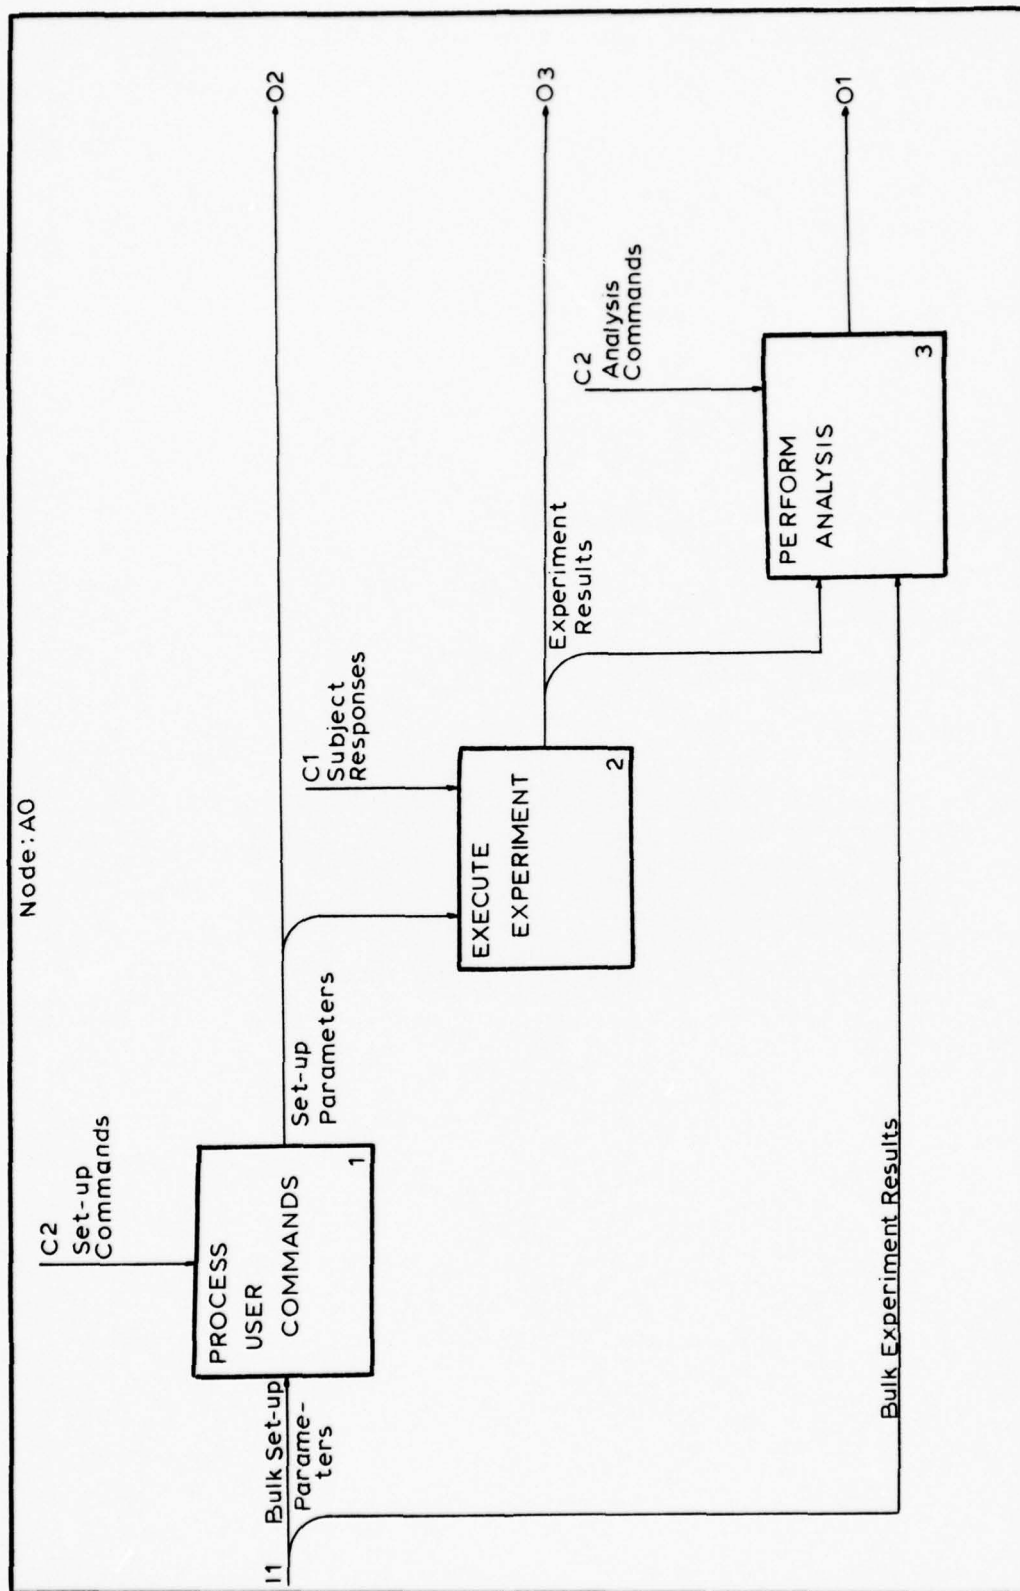 Node: A0
C2
Set-up
Commands
PROCESS
USER
COMMANDS
1
I1
Bulk Set-up
Parame-
ters
Set-up
Parameters
O2
C1
Subject
Responses
EXECUTE
EXPERIMENT
2
Experiment
Results
O3
C2
Analysis
Commands
PERFORM
ANALYSIS
3
O1
Bulk Experiment Results